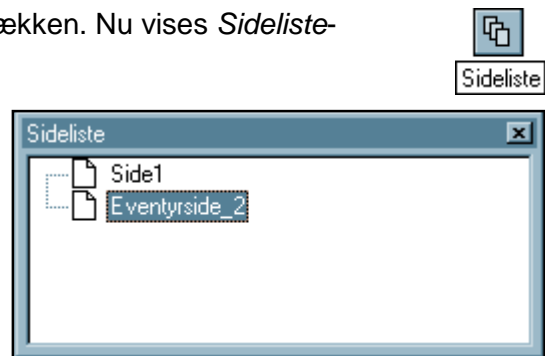 ækken. Nu vises Sideliste-
Sideliste
Sideliste
Side1
Eventyrside_2